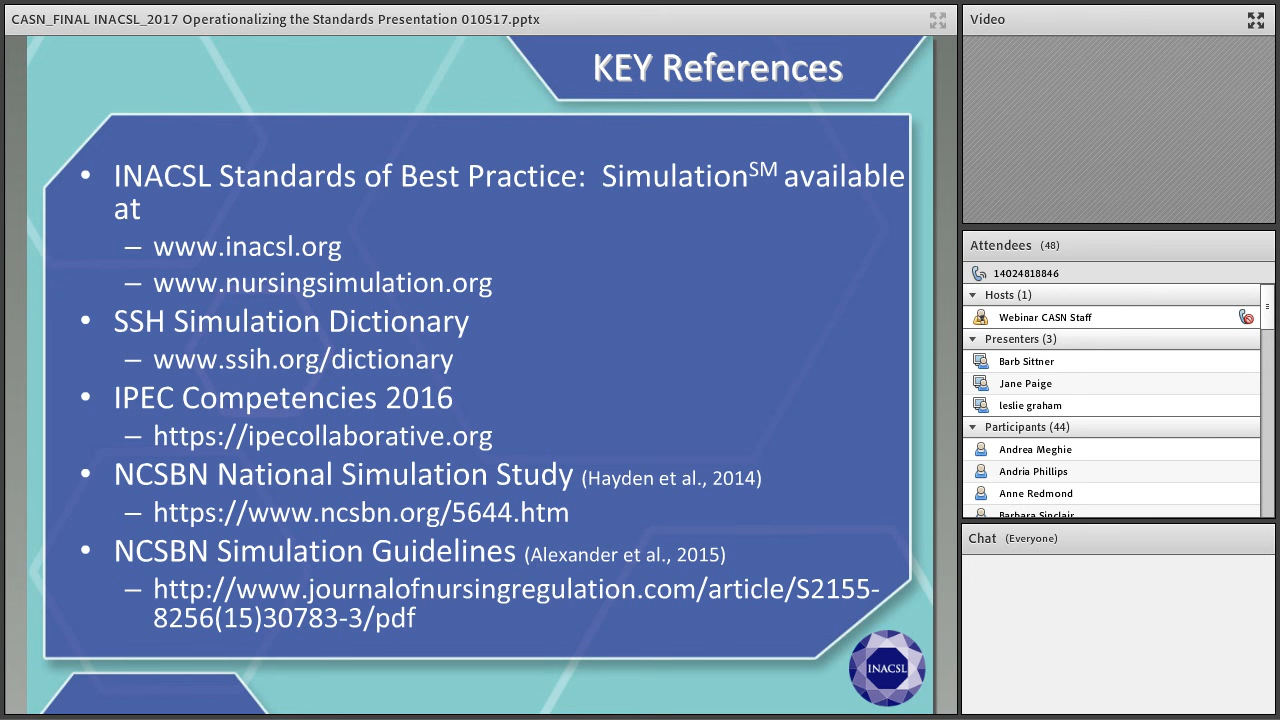 CASN_FINAL INACSL_2017 Operationalizing the Standards Presentation 010517.pptx
KEY References
• INACSL Standards of Best Practice: Simulation℠ available
at
– www.inacsl.org
– www.nursingsimulation.org
• SSH Simulation Dictionary
– www.ssih.org/dictionary
• IPEC Competencies 2016
– https://ipecollaborative.org
• NCSBN National Simulation Study (Hayden et al., 2014)
– https://www.ncsbn.org/5644.htm
• NCSBN Simulation Guidelines (Alexander et al., 2015)
– http://www.journalofnursingregulation.com/article/S2155-
8256(15)30783-3/pdf
INACSL
Video
Attendees (48)
14024818846
Hosts (1)
Webinar CASN Staff
Presenters (3)
Barb Sittner
Jane Paige
leslie graham
Participants (44)
Andrea Meghie
Andria Phillips
Anne Redmond
Barbara Sinclair
Chat (Everyone)